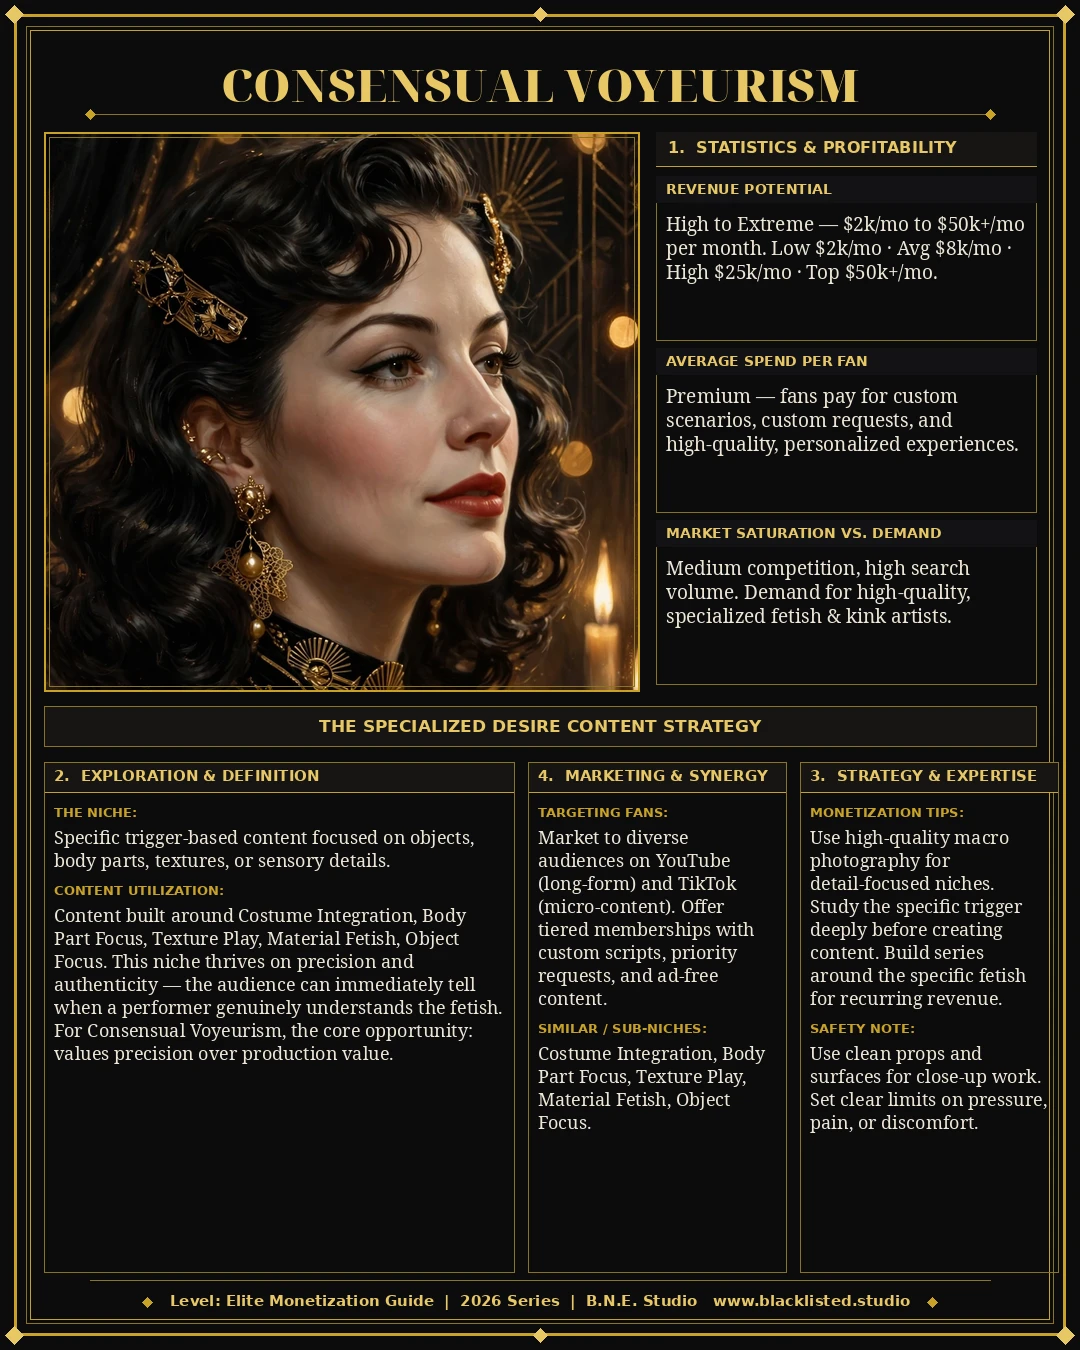 CONSENSUAL VOYEURISM
1. STATISTICS & PROFITABILITY
REVENUE POTENTIAL
High to Extreme — $2k/mo to $50k+/mo
per month. Low $2k/mo · Avg $8k/mo ·
High $25k/mo · Top $50k+/mo.
AVERAGE SPEND PER FAN
Premium — fans pay for custom
scenarios, custom requests, and
high-quality, personalized experiences.
MARKET SATURATION VS. DEMAND
Medium competition, high search
volume. Demand for high-quality,
specialized fetish & kink artists.
THE SPECIALIZED DESIRE CONTENT STRATEGY
2. EXPLORATION & DEFINITION
THE NICHE:
Specific trigger-based content focused on objects,
body parts, textures, or sensory details.
CONTENT UTILIZATION:
Content built around Costume Integration, Body
Part Focus, Texture Play, Material Fetish, Object
Focus. This niche thrives on precision and
authenticity — the audience can immediately tell
when a performer genuinely understands the fetish.
For Consensual Voyeurism, the core opportunity:
values precision over production value.
4. MARKETING & SYNERGY
TARGETING FANS:
Market to diverse
audiences on YouTube
(long-form) and TikTok
(micro-content). Offer
tiered memberships with
custom scripts, priority
requests, and ad-free
content.
SIMILAR / SUB-NICHES:
Costume Integration, Body
Part Focus, Texture Play,
Material Fetish, Object
Focus.
3. STRATEGY & EXPERTISE
MONETIZATION TIPS:
Use high-quality macro
photography for
detail-focused niches.
Study the specific trigger
deeply before creating
content. Build series
around the specific fetish
for recurring revenue.
SAFETY NOTE:
Use clean props and
surfaces for close-up work.
Set clear limits on pressure,
pain, or discomfort.
Level: Elite Monetization Guide | 2026 Series | B.N.E. Studio www.blacklisted.studio